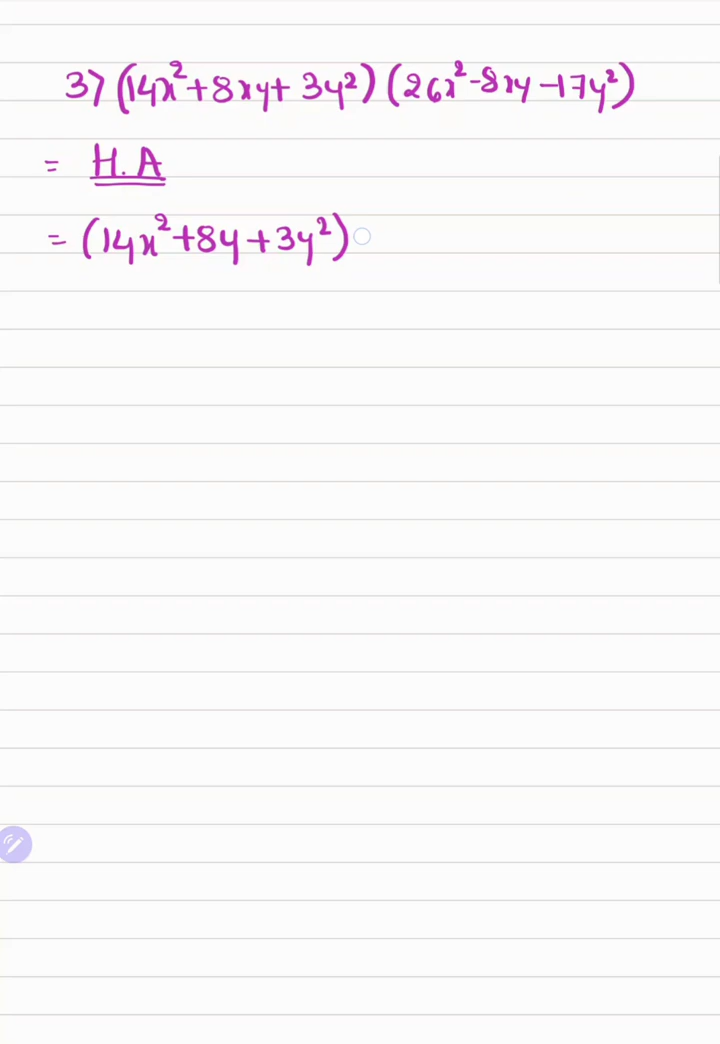 37 (14x²+8xy+ 3y²) (26x²-8xy-17y²)
= H.A
= (14x²+8y+3y²)